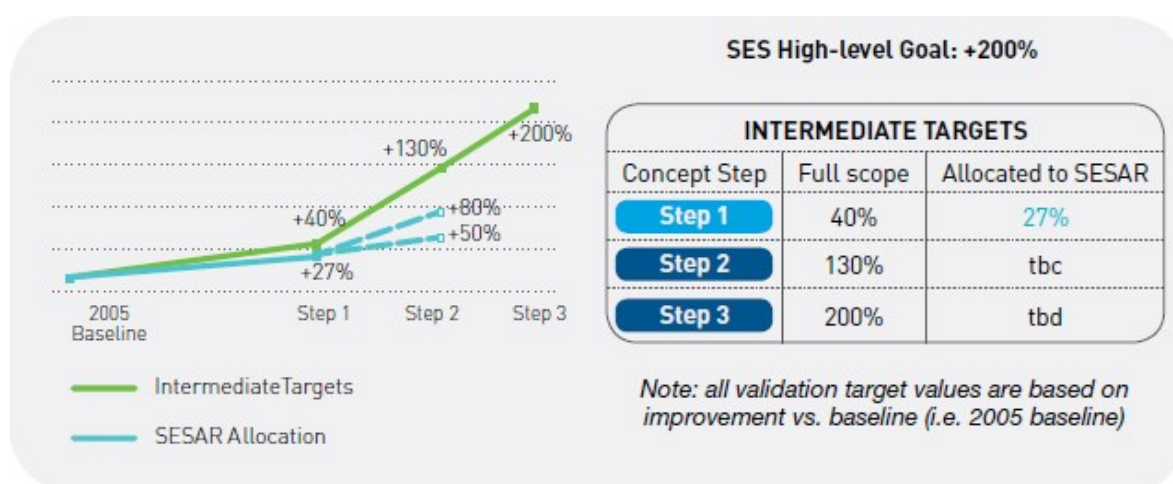 SES High-level Goal: +200%
+200%
+130%
+40%
+80%
+50%
+27%
2005
Baseline
Step 1
Step 2
Step 3
IntermediateTargets
SESAR Allocation
INTERMEDIATE TARGETS
Concept Step Full scope Allocated to SESAR
Step 1 40% 27%
Step 2 130% tbc
Step 3 200% tbd
Note: all validation target values are based on
improvement vs. baseline (i.e. 2005 baseline)